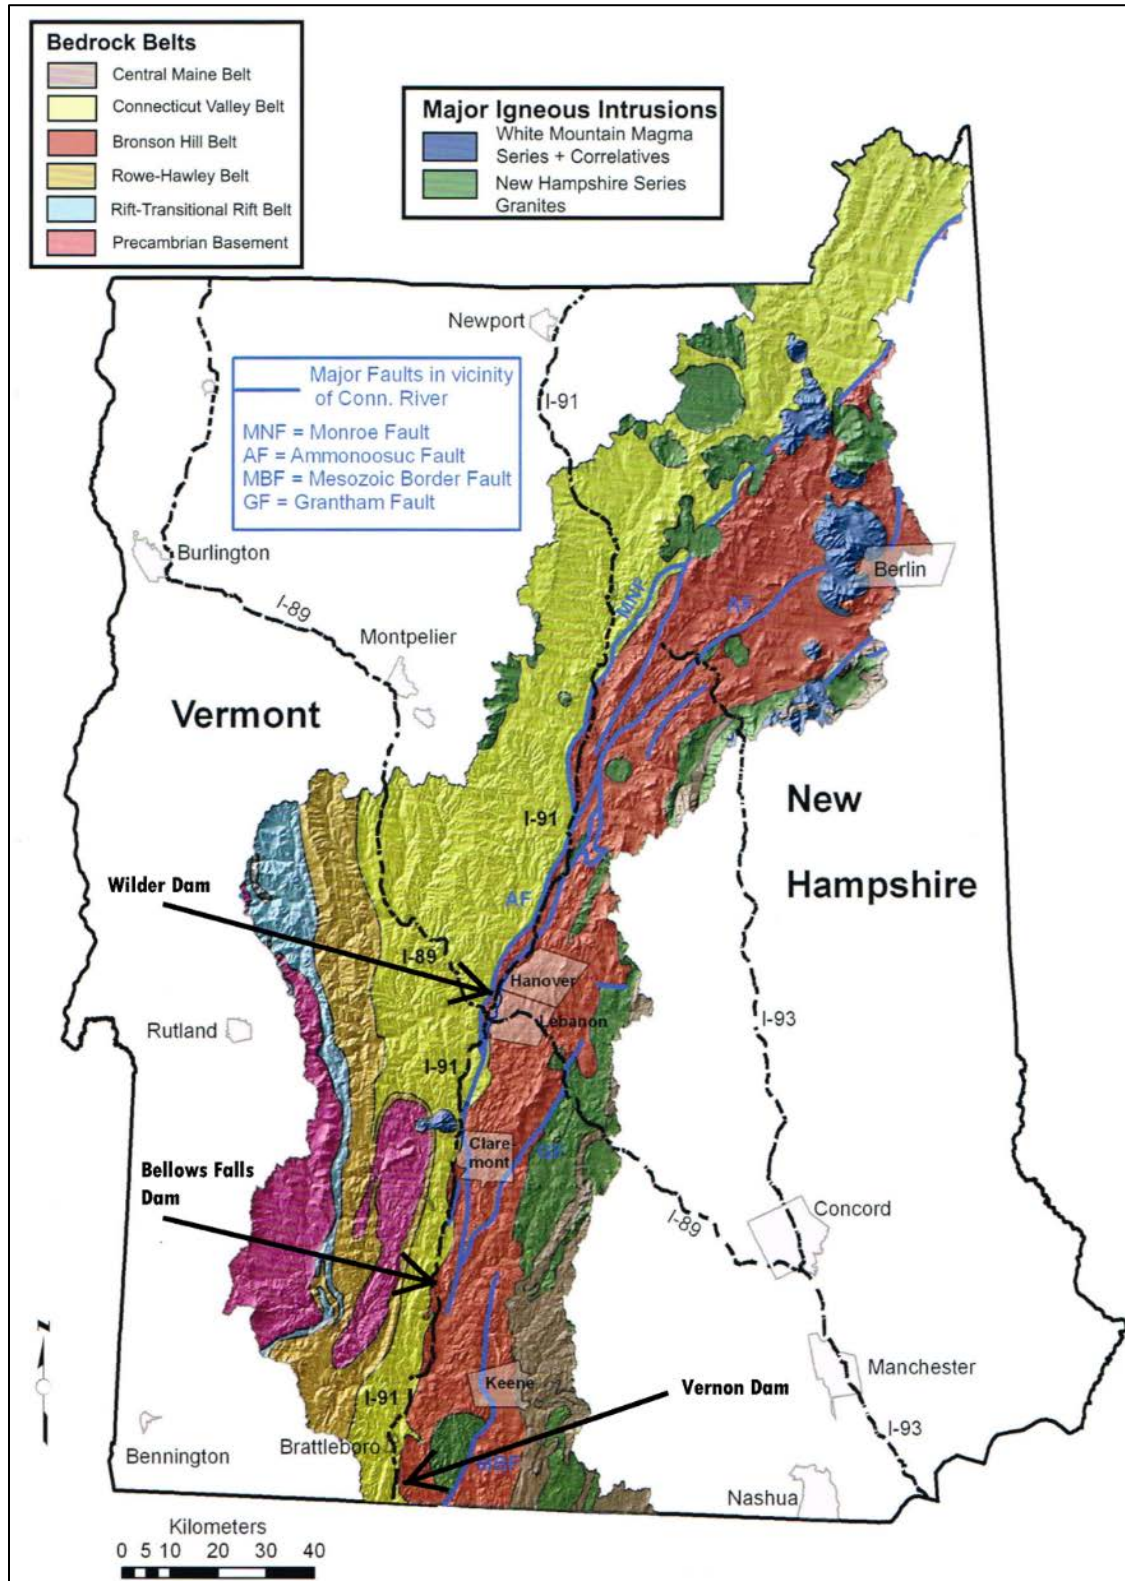 Bedrock Belts
Central Maine Belt
Connecticut Valley Belt
Bronson Hill Belt
Rowe-Hawley Belt
Rift-Transitional Rift Belt
Precambrian Basement
Major Igneous Intrusions
White Mountain Magma
Series + Correlatives
New Hampshire Series
Granites
Newport
Major Faults in vicinity
of Conn. River
MNF = Monroe Fault
AF = Ammonoosuc Fault
MBF = Mesozoic Border Fault
GF = Grantham Fault
I-91
Burlington
Berlin
I-89
MNF
AF
Montpelier
Vermont
New
Hampshire
I-91
Wilder Dam
AF
I-89
Hanover
Lebanon
Rutland
I-93
I-91
Clare-
mont
GF
Bellows Falls
Dam
Concord
I-89
N
Manchester
Keene
Vernon Dam
I-91
I-93
Brattleboro
Bennington
MBF
Nashua
Kilometers
0 5 10 20 30 40